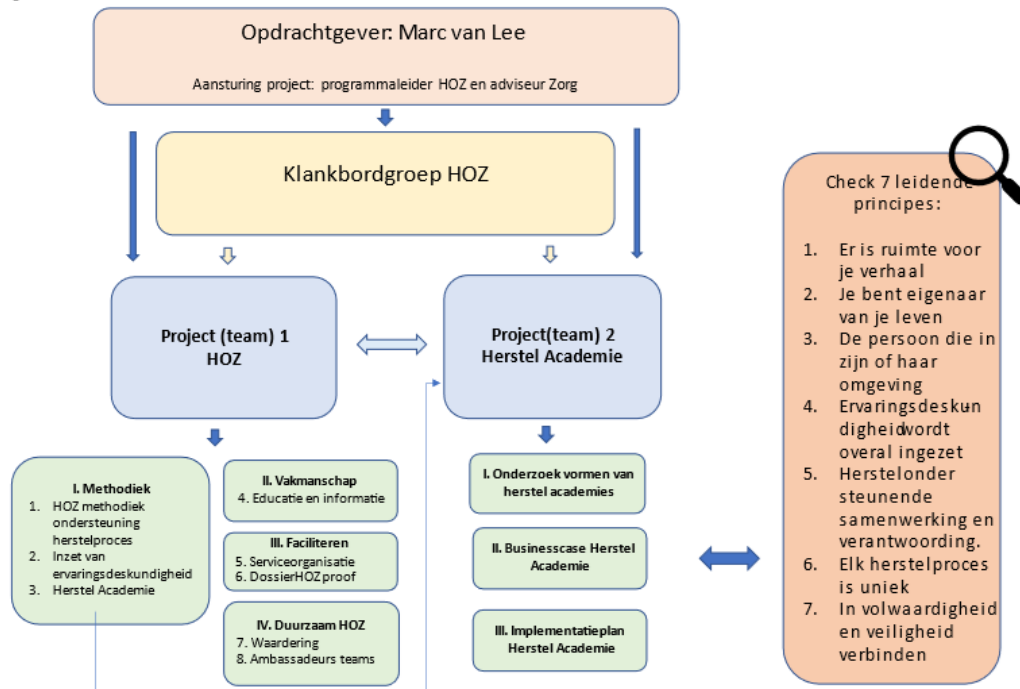 Opdrachtgever: Marc van Lee
Aansturing project: programmaleider HOZ en adviseur Zorg
Klankbordgroep HOZ
Project (team) 1
HOZ
Project(team) 2
Herstel Academie
I. Methodiek
1. HOZ methodiek
ondersteuning
herstelproces
2. Inzet van
ervaringsdeskundigheid
3. Herstel Academie
II. Vakmanschap
4. Educatie en informatie
III. Faciliteren
5. Serviceorganisatie
6. DossierHOZ proof
IV. Duurzaam HOZ
7. Waardering
8. Ambassadeurs teams
I. Onderzoek vormen van
herstel academies
II. Businesscase Herstel
Academie
III. Implementatieplan
Herstel Academie
Check 7 leidende
principes:
1. Er is ruimte voor
je verhaal
2. Je bent eigenaar
van je leven
3. De persoon die in
zijn of haar
omgeving
4. Ervaringsdeskun-
digheidwordt
overal ingezet
5. Herstelonder
steunende
samenwerking en
verantwoording.
6. Elk herstelproces
is uniek
7. In volwaardigheid
en veiligheid
verbinden